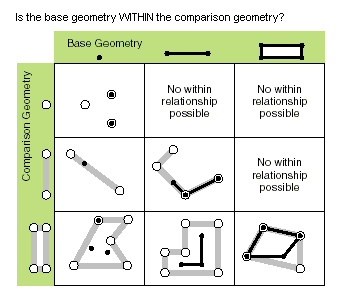 Is the base geometry WITHIN the comparison geometry?
Base Geometry
Comparison Geometry
No within
relationship
possible
No within
relationship
possible
No within
relationship
possible